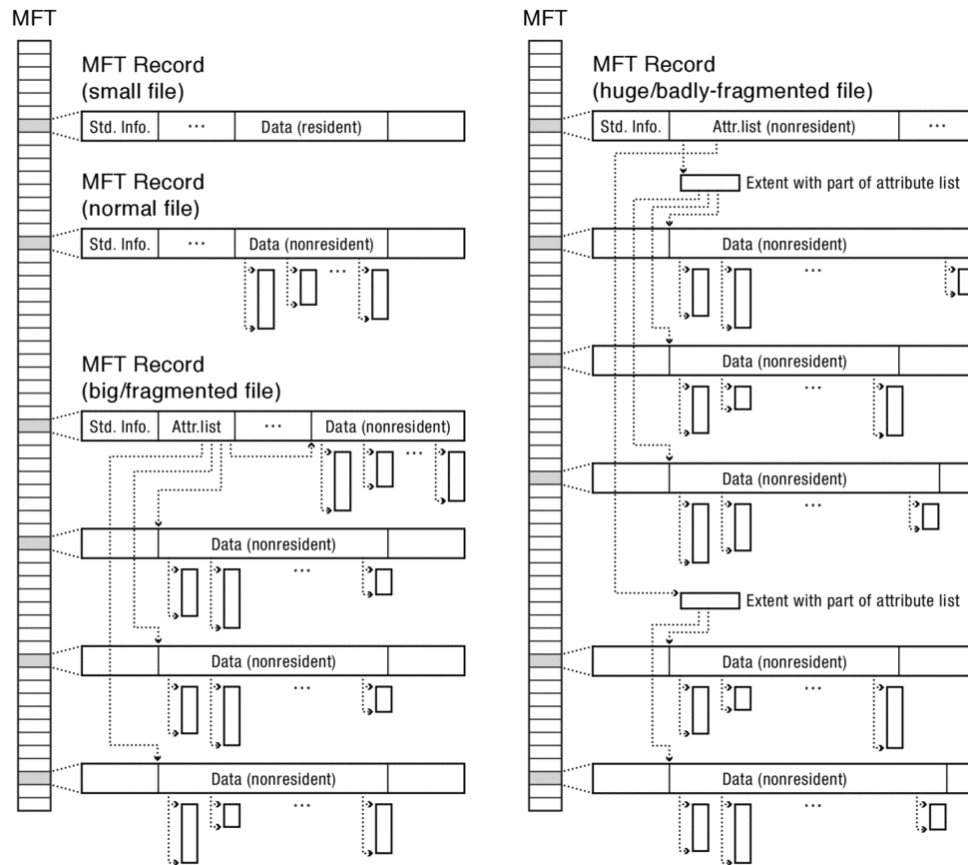 MFT
MFT Record
(small file)
Std. Info.
...
Data (resident)
MFT Record
(normal file)
Std. Info.
...
Data (nonresident)
...
MFT Record
(big/fragmented file)
Std. Info.
Attr.list
...
Data (nonresident)
...
Data (nonresident)
...
Data (nonresident)
...
Data (nonresident)
...
MFT
MFT Record
(huge/badly-fragmented file)
Std. Info.
Attr.list (nonresident)
...
Extent with part of attribute list
Data (nonresident)
...
Data (nonresident)
...
Data (nonresident)
...
Extent with part of attribute list
Data (nonresident)
...
Data (nonresident)
...